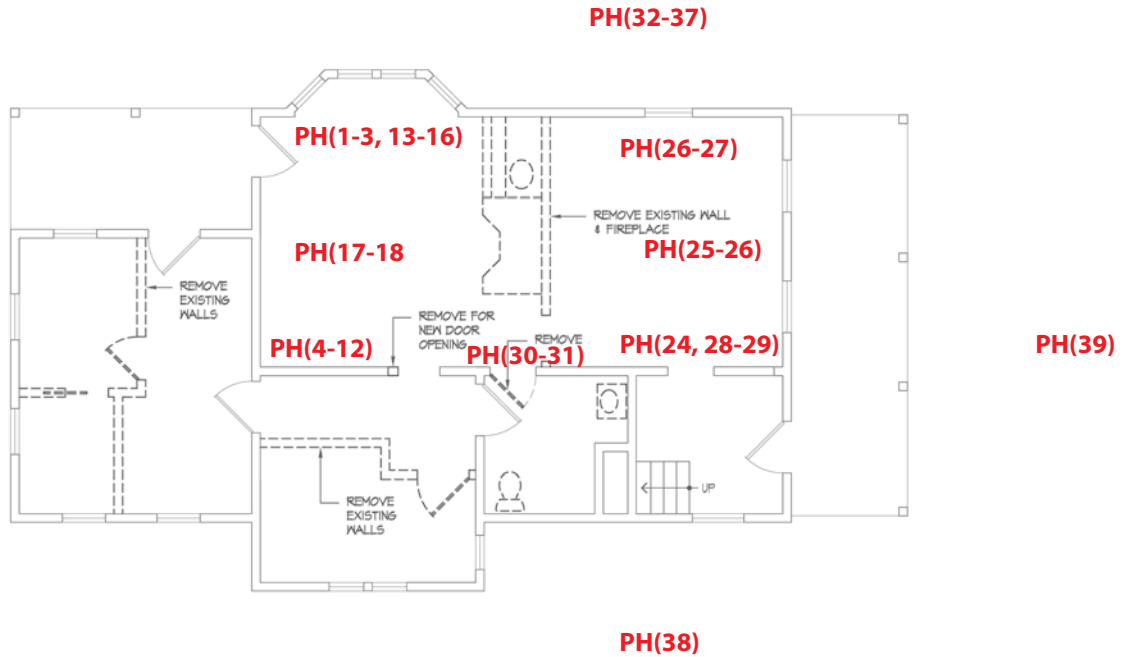 PH(32-37)
PH(1-3, 13-16)
PH(26-27)
REMOVE EXISTING WALL
& FIREPLACE
PH(17-18
PH(25-26)
REMOVE
EXISTING
WALLS
REMOVE FOR
NEW DOOR
OPENING
REMOVE
PH(4-12)
PH(30-31)
PH(24, 28-29)
PH(39)
UP
REMOVE
EXISTING
WALLS
PH(38)